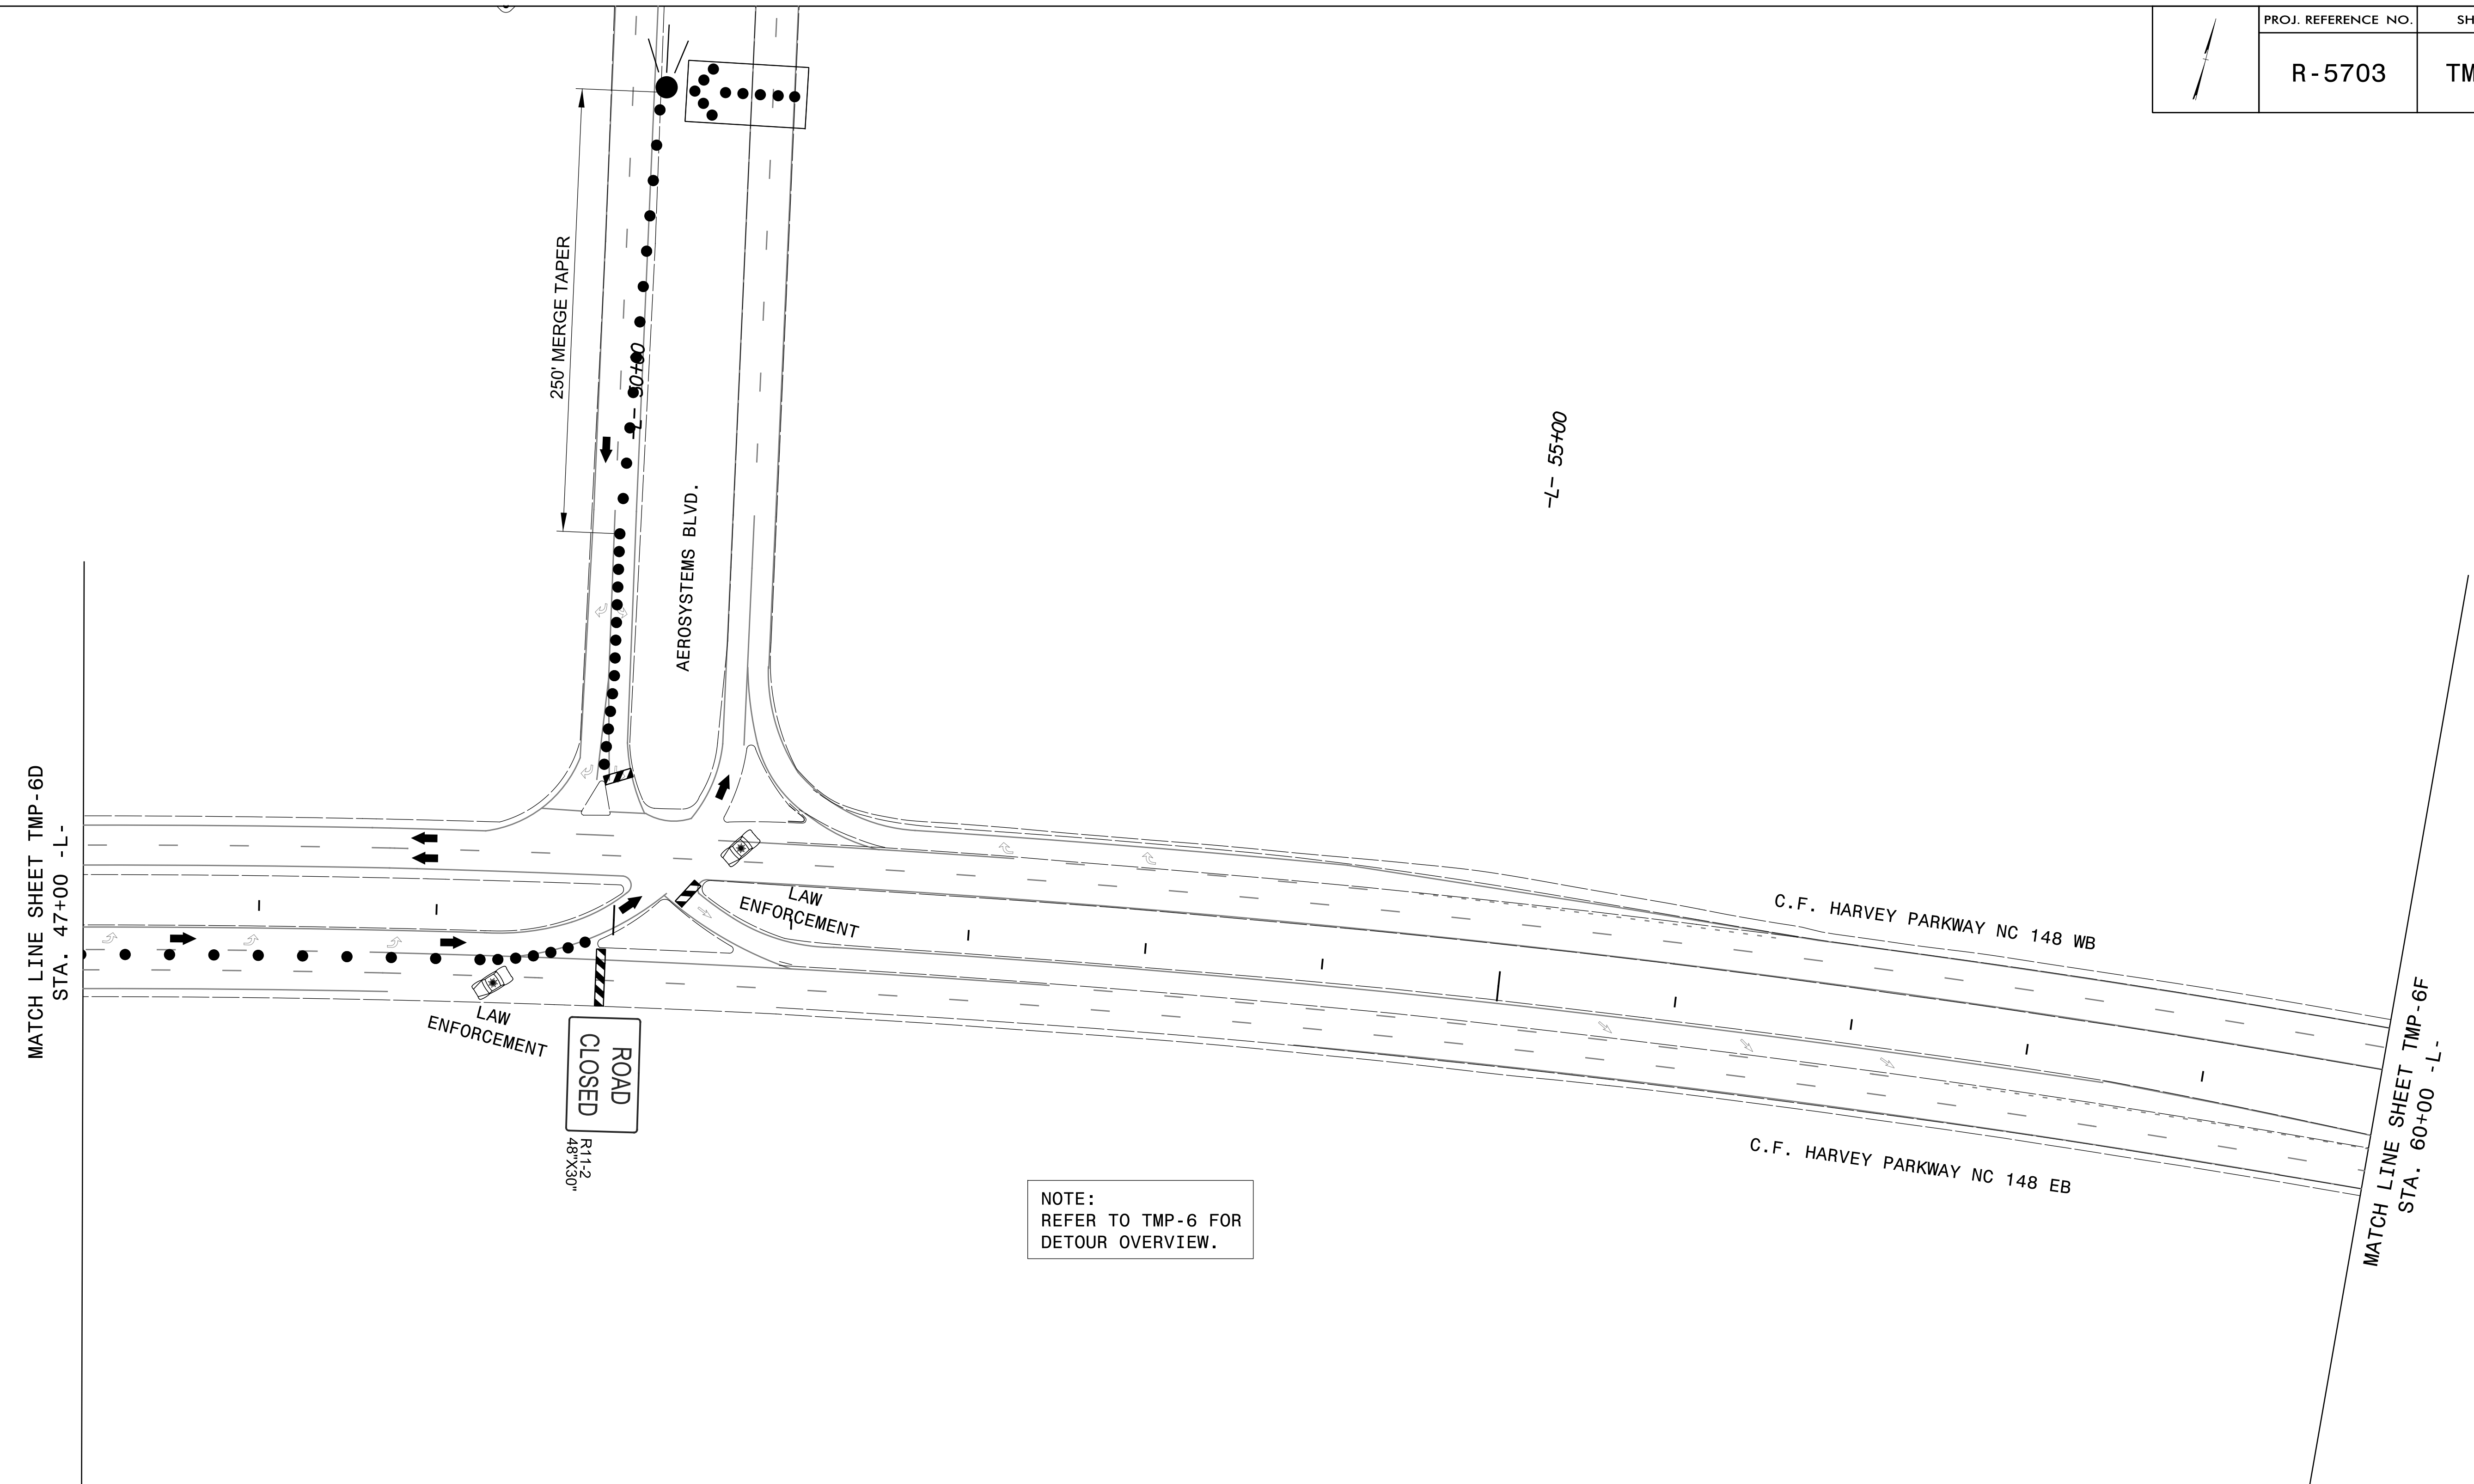 PROJ. REFERENCE NO.
R-5703
250' MERGE TAPER
-L- 50+00
-L- 55+00
AEROSYSTEMS BLVD.
MATCH LINE SHEET TMP-6D
STA. 47+00 -L-
LAW
ENFORCEMENT
C.F. HARVEY PARKWAY NC 148 WB
LAW
ENFORCEMENT
ROAD
CLOSED
R11-2
48"X30"
C.F. HARVEY PARKWAY NC 148 EB
MATCH LINE SHEET TMP-6F
STA. 60+00 -L-
NOTE:
REFER TO TMP-6 FOR
DETOUR OVERVIEW.